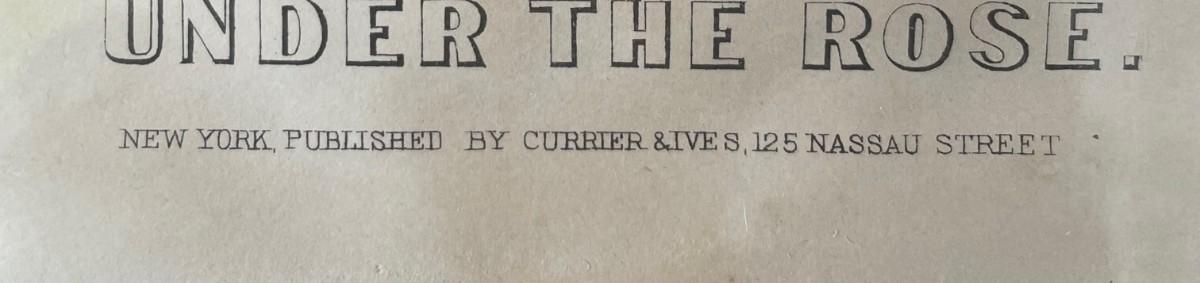 UNDER THE ROSE.
NEW YORK, PUBLISHED BY CURRIER & IVES, 125 NASSAU STREET